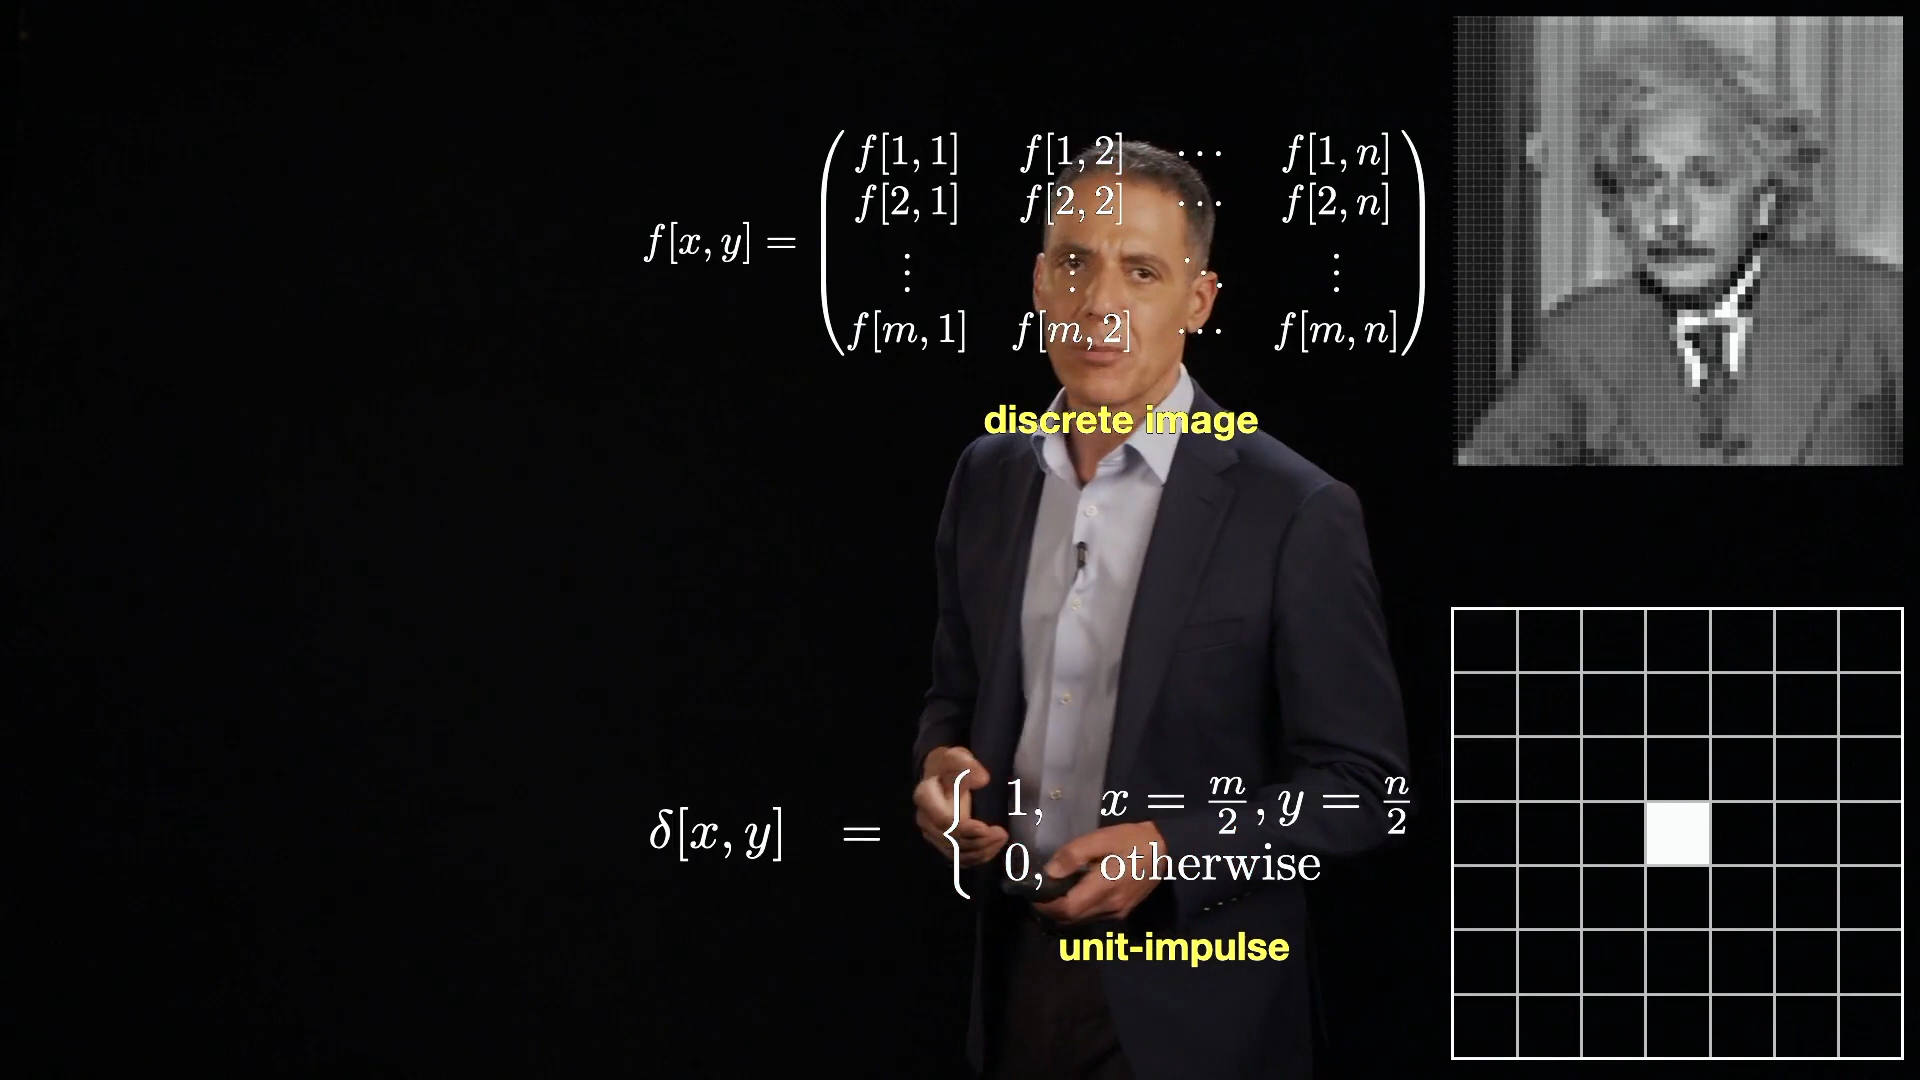 f[x, y] = ( f[1, 1] f[1, 2] ⋯ f[1, n]
f[2, 1] f[2, 2] ⋯ f[2, n]
⋮ ⋮ ⋱ ⋮
f[m, 1] f[m, 2] ⋯ f[m, n] )
discrete image
δ[x, y] = { 1, x = m/2, y = n/2
0, otherwise
unit-impulse